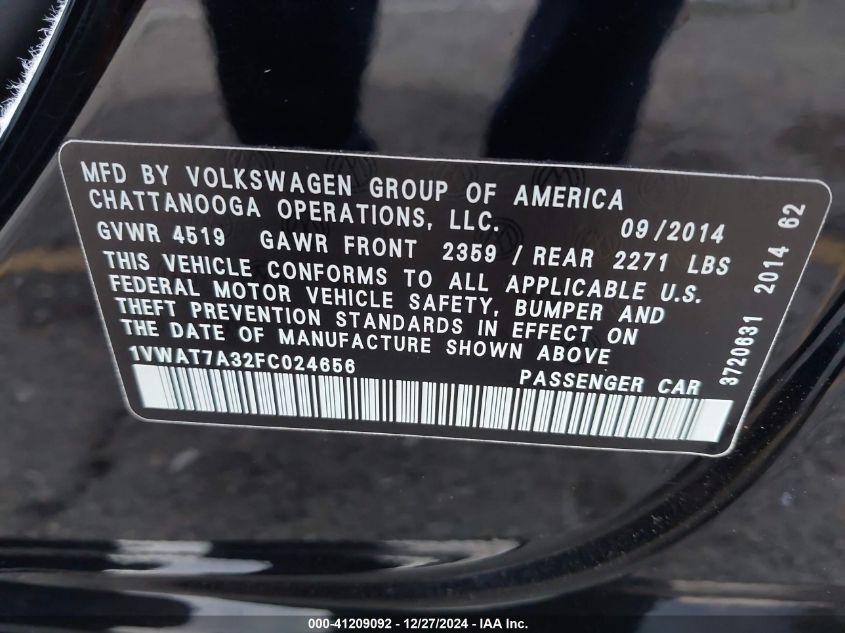 MFD BY VOLKSWAGEN GROUP OF AMERICA
CHATTANOOGA OPERATIONS, LLC. 09/2014
GVWR 4519 GAWR FRONT 2359 / REAR 2271 LBS
THIS VEHICLE CONFORMS TO ALL APPLICABLE U.S.
FEDERAL MOTOR VEHICLE SAFETY, BUMPER AND
THEFT PREVENTION STANDARDS IN EFFECT ON
THE DATE OF MANUFACTURE SHOWN ABOVE
1VWAT7A32FC024656 PASSENGER CAR
3720631 2014 62
000-41209092 - 12/27/2024 - IAA Inc.